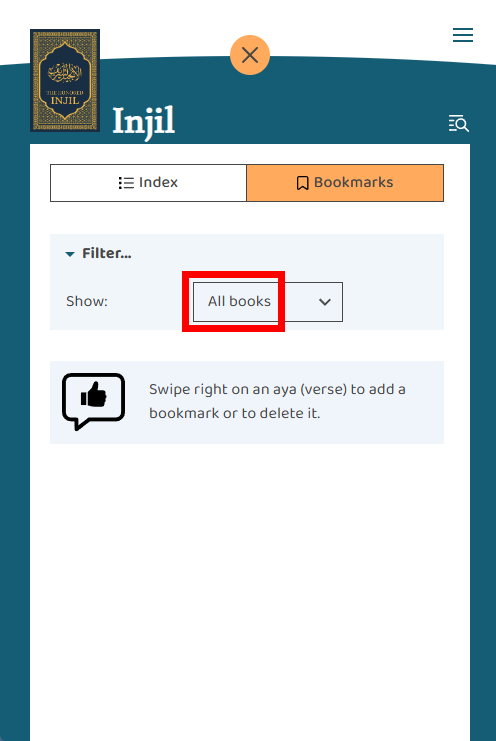 THE HONORED
INJIL
Injil
Index
Bookmarks
Filter...
Show:
All books
Swipe right on an aya (verse) to add a
bookmark or to delete it.